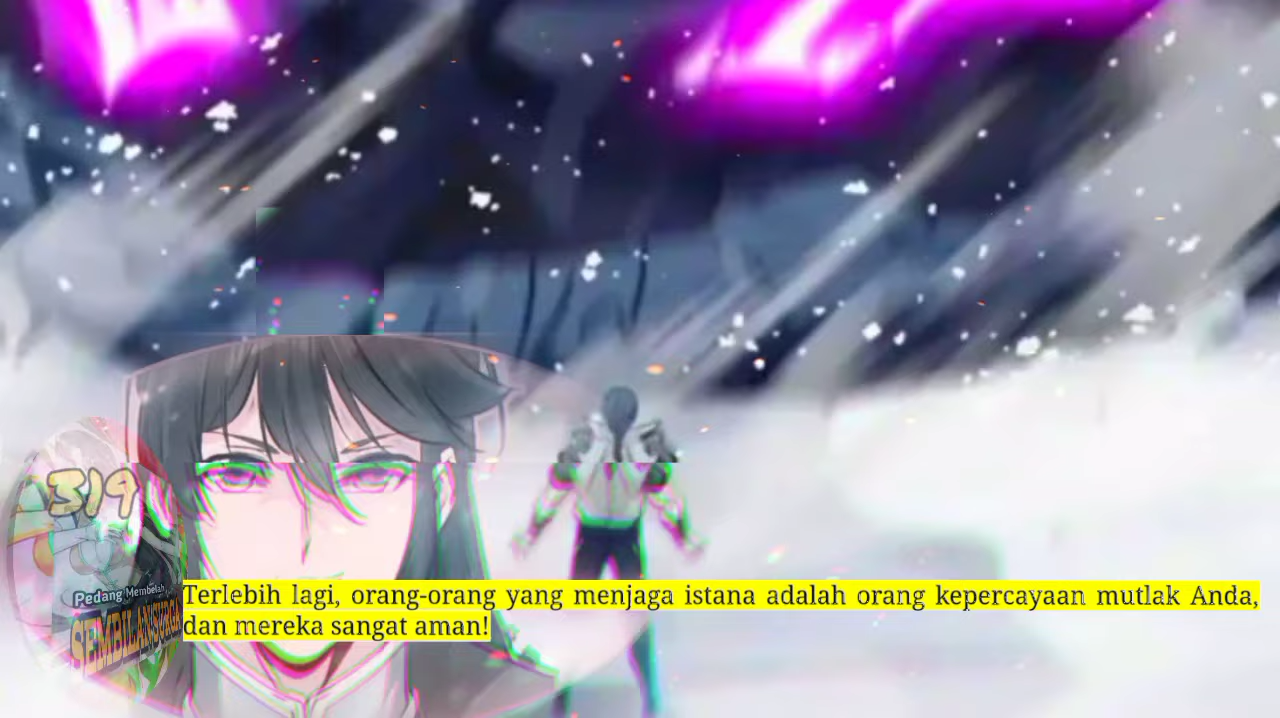 319
Pedang Membelah
SEMBILAN SURGA
Terlebih lagi, orang-orang yang menjaga istana adalah orang kepercayaan mutlak Anda,
dan mereka sangat aman!